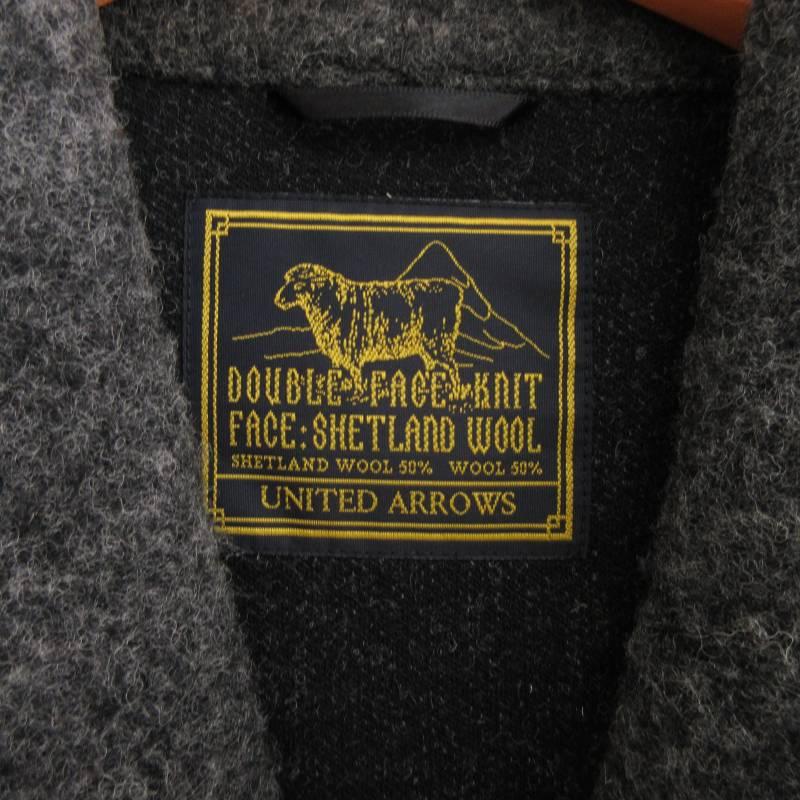 DOUBLE-FACE-KNIT
FACE:SHETLAND WOOL
SHETLAND WOOL 50% WOOL 50%
UNITED ARROWS